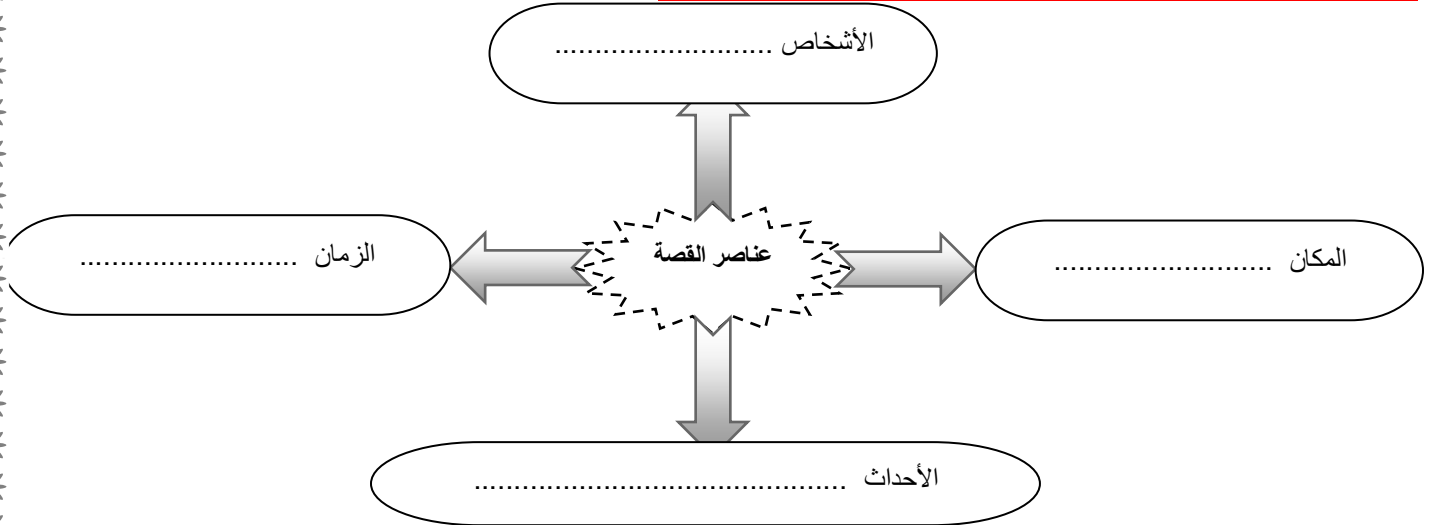 الأشخاص ...........................
عناصر القصة
المكان ...........................
الزمان ...........................
الأحداث ..............................................